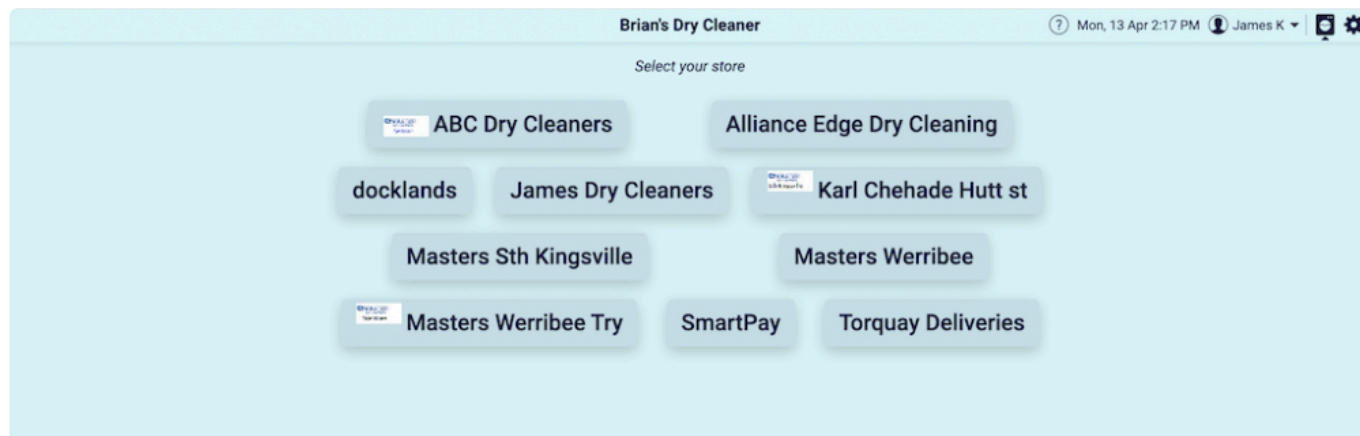 Brian's Dry Cleaner
? Mon, 13 Apr 2:17 PM James K
Select your store
ABC Dry Cleaners
Alliance Edge Dry Cleaning
docklands
James Dry Cleaners
Karl Chehade Hutt st
Masters Sth Kingsville
Masters Werribee
Masters Werribee Try
SmartPay
Torquay Deliveries